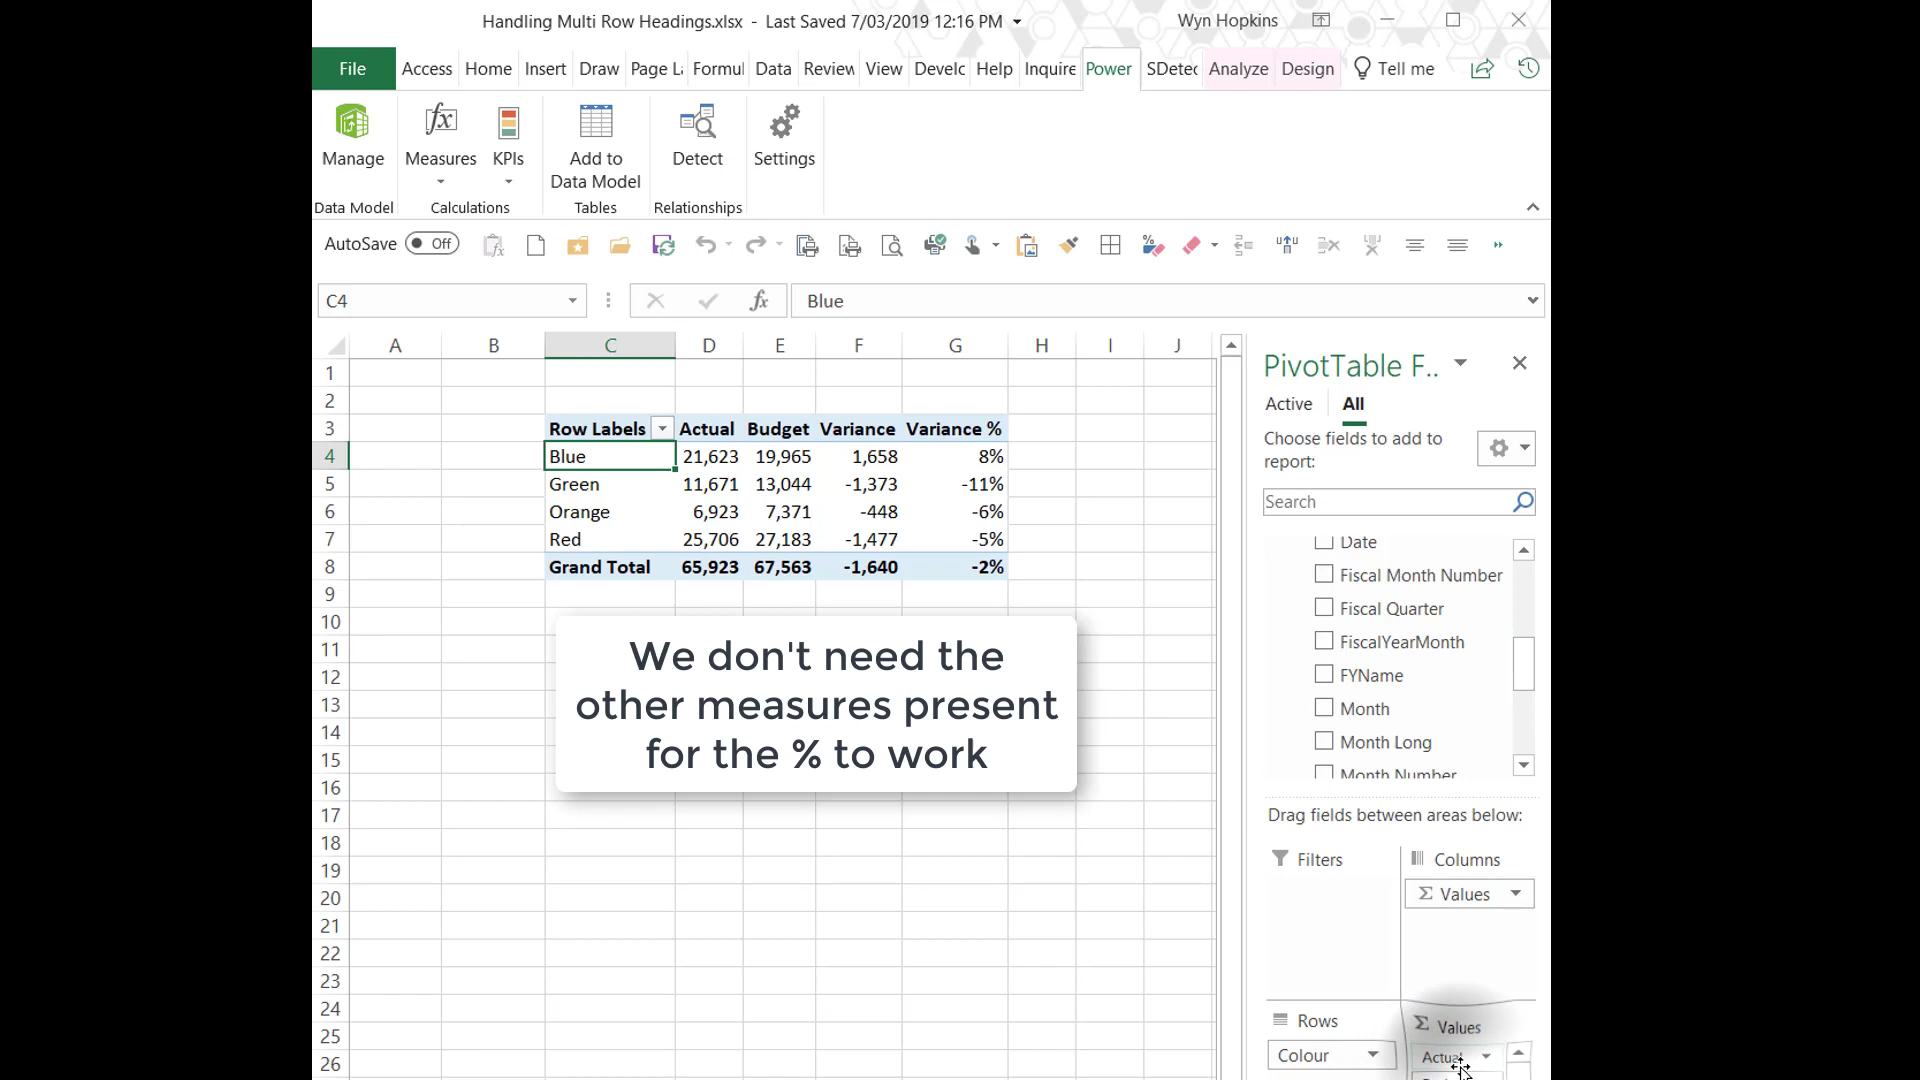 Handling Multi Row Headings.xlsx - Last Saved 7/03/2019 12:16 PM
Wyn Hopkins
File Access Home Insert Draw Page La Formul Data Review View Develc Help Inquire Power SDetec Analyze Design Tell me
Manage Measures KPIs Add to Data Model Detect Settings
Data Model Calculations Tables Relationships
AutoSave Off
C4 fx Blue
A B C D E F G H I J
1
2
3 Row Labels Actual Budget Variance Variance %
4 Blue 21,623 19,965 1,658 8%
5 Green 11,671 13,044 -1,373 -11%
6 Orange 6,923 7,371 -448 -6%
7 Red 25,706 27,183 -1,477 -5%
8 Grand Total 65,923 67,563 -1,640 -2%
9
10
11
12
13
14
15
16
17
18
19
20
21
22
23
24
25
26
We don't need the
other measures present
for the % to work
PivotTable F..
Active All
Choose fields to add to
report:
Search
Date
Fiscal Month Number
Fiscal Quarter
FiscalYearMonth
FYName
Month
Month Long
Month Number
Drag fields between areas below:
Filters
Columns
Σ Values
Rows
Colour
Σ Values
Actual